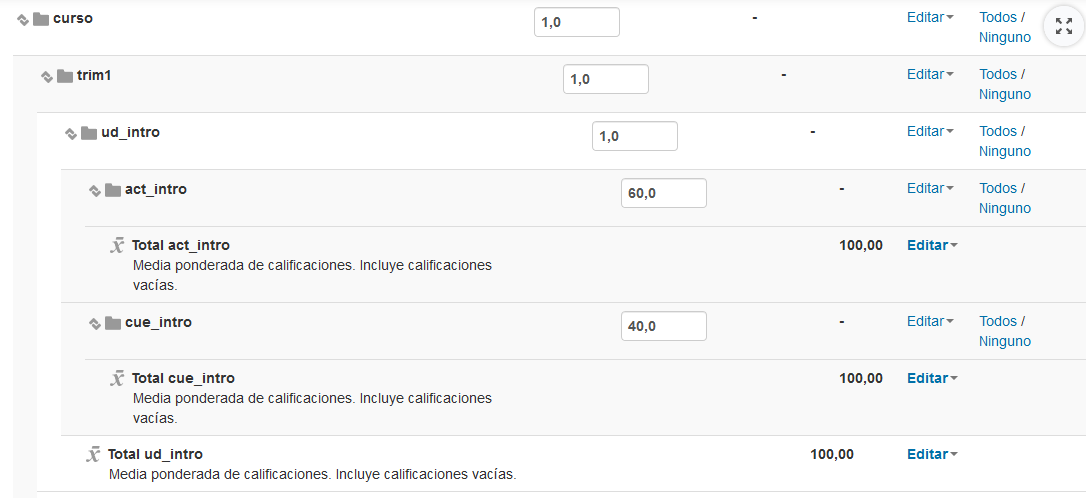 curso 1,0 - Editar Todos /
Ninguno
trim1 1,0 - Editar Todos /
Ninguno
ud_intro 1,0 - Editar Todos /
Ninguno
act_intro 60,0 - Editar Todos /
Ninguno
x̄ Total act_intro 100,00 Editar
Media ponderada de calificaciones. Incluye calificaciones
vacías.
cue_intro 40,0 - Editar Todos /
Ninguno
x̄ Total cue_intro 100,00 Editar
Media ponderada de calificaciones. Incluye calificaciones
vacías.
x̄ Total ud_intro 100,00 Editar
Media ponderada de calificaciones. Incluye calificaciones vacías.